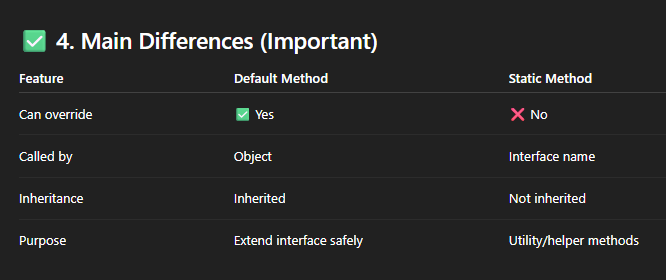 ✅ 4. Main Differences (Important)
Feature Default Method Static Method
Can override ✅ Yes ❌ No
Called by Object Interface name
Inheritance Inherited Not inherited
Purpose Extend interface safely Utility/helper methods